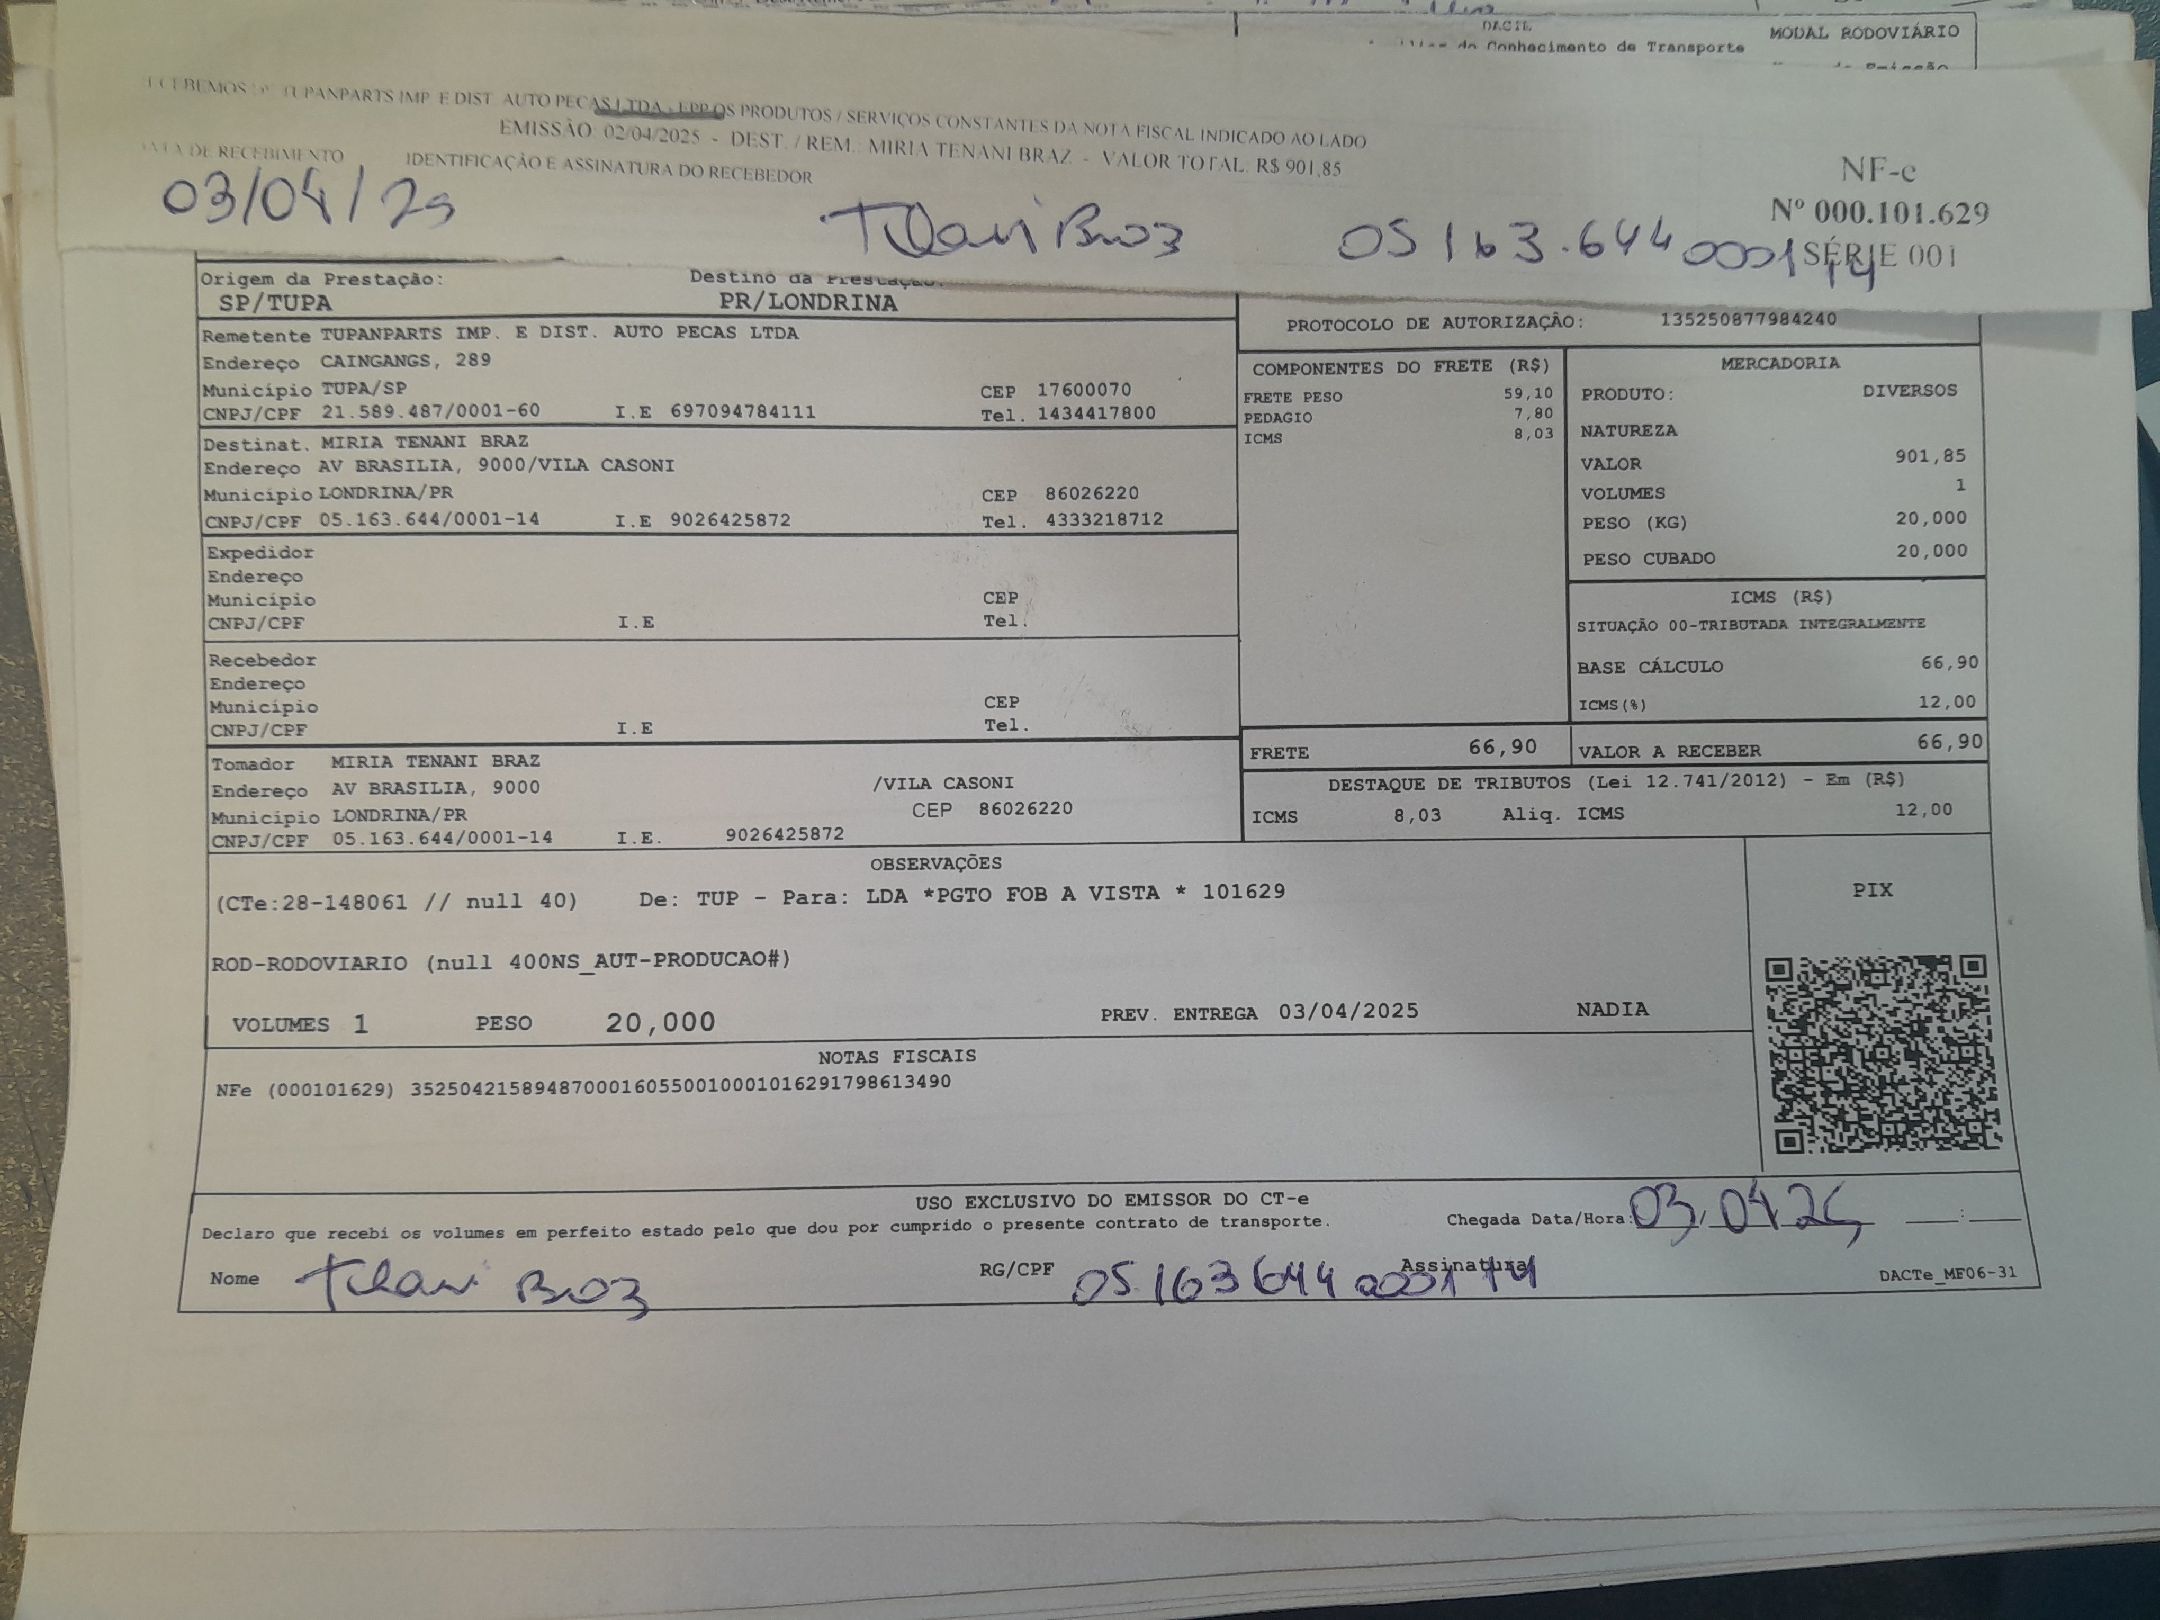 DACTE
do Conhecimento de Transporte
MODAL RODOVIÁRIO
RECEBEMOS DE TUPANPARTS IMP. E DIST. AUTO PECAS LTDA - EPP OS PRODUTOS / SERVIÇOS CONSTANTES DA NOTA FISCAL INDICADO AO LADO
EMISSÃO: 02/04/2025 - DEST. / REM.: MIRIA TENANI BRAZ - VALOR TOTAL: R$ 901,85
DATA DE RECEBIMENTO IDENTIFICAÇÃO E ASSINATURA DO RECEBEDOR
NF-e
Nº 000.101.629
SÉRIE 001
03/04/25 Braz 05163.644 0001 14
Origem da Prestação: Destino da Prestação:
SP/TUPA PR/LONDRINA
PROTOCOLO DE AUTORIZAÇÃO: 135250877984240
Remetente TUPANPARTS IMP. E DIST. AUTO PECAS LTDA
Endereço CAINGANGS, 289
Município TUPA/SP CEP 17600070
CNPJ/CPF 21.589.487/0001-60 I.E 697094784111 Tel. 1434417800
Destinat. MIRIA TENANI BRAZ
Endereço AV BRASILIA, 9000/VILA CASONI
Município LONDRINA/PR CEP 86026220
CNPJ/CPF 05.163.644/0001-14 I.E 9026425872 Tel. 4333218712
Expedidor
Endereço
Município CEP
CNPJ/CPF I.E Tel.
Recebedor
Endereço
Município CEP
CNPJ/CPF I.E Tel.
Tomador MIRIA TENANI BRAZ
Endereço AV BRASILIA, 9000 /VILA CASONI
Município LONDRINA/PR CEP 86026220
CNPJ/CPF 05.163.644/0001-14 I.E. 9026425872
COMPONENTES DO FRETE (R$)
FRETE PESO 59,10
PEDAGIO 7,80
ICMS 8,03
MERCADORIA
PRODUTO: DIVERSOS
NATUREZA
VALOR 901,85
VOLUMES 1
PESO (KG) 20,000
PESO CUBADO 20,000
ICMS (R$)
SITUAÇÃO 00-TRIBUTADA INTEGRALMENTE
BASE CÁLCULO 66,90
ICMS(%) 12,00
FRETE 66,90 VALOR A RECEBER 66,90
DESTAQUE DE TRIBUTOS (Lei 12.741/2012) - Em (R$)
ICMS 8,03 Aliq. ICMS 12,00
OBSERVAÇÕES
(CTe:28-148061 // null 40) De: TUP - Para: LDA *PGTO FOB A VISTA * 101629
ROD-RODOVIARIO (null 400NS_AUT-PRODUCAO#)
VOLUMES 1 PESO 20,000 PREV. ENTREGA 03/04/2025 NADIA
PIX
NOTAS FISCAIS
NFe (000101629) 35250421589487000160550010001016291798613490
USO EXCLUSIVO DO EMISSOR DO CT-e
Declaro que recebi os volumes em perfeito estado pelo que dou por cumprido o presente contrato de transporte. Chegada Data/Hora: 03.04 25 __:__
Nome Braz RG/CPF 05.163644 0001 14 Assinatura
DACTe_MF06-31